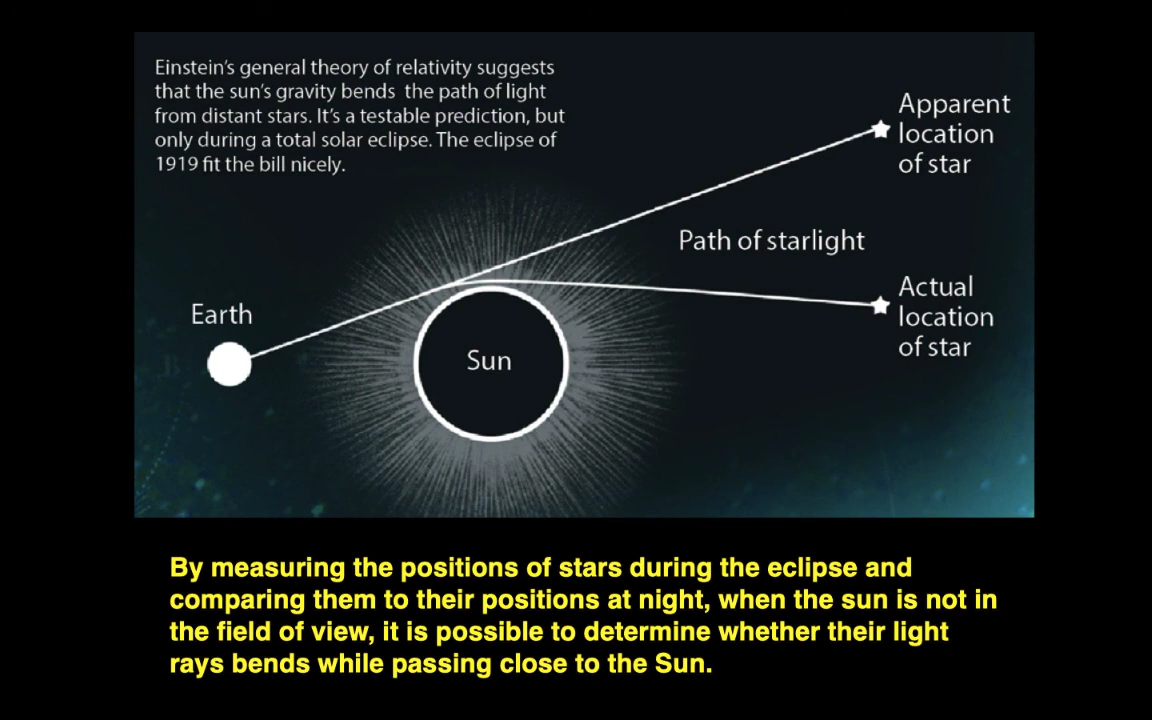 Einstein's general theory of relativity suggests
that the sun's gravity bends the path of light
from distant stars. It's a testable prediction, but
only during a total solar eclipse. The eclipse of
1919 fit the bill nicely.
Apparent
location
of star
Path of starlight
Actual
location
of star
Earth
Sun
By measuring the positions of stars during the eclipse and
comparing them to their positions at night, when the sun is not in
the field of view, it is possible to determine whether their light
rays bends while passing close to the Sun.